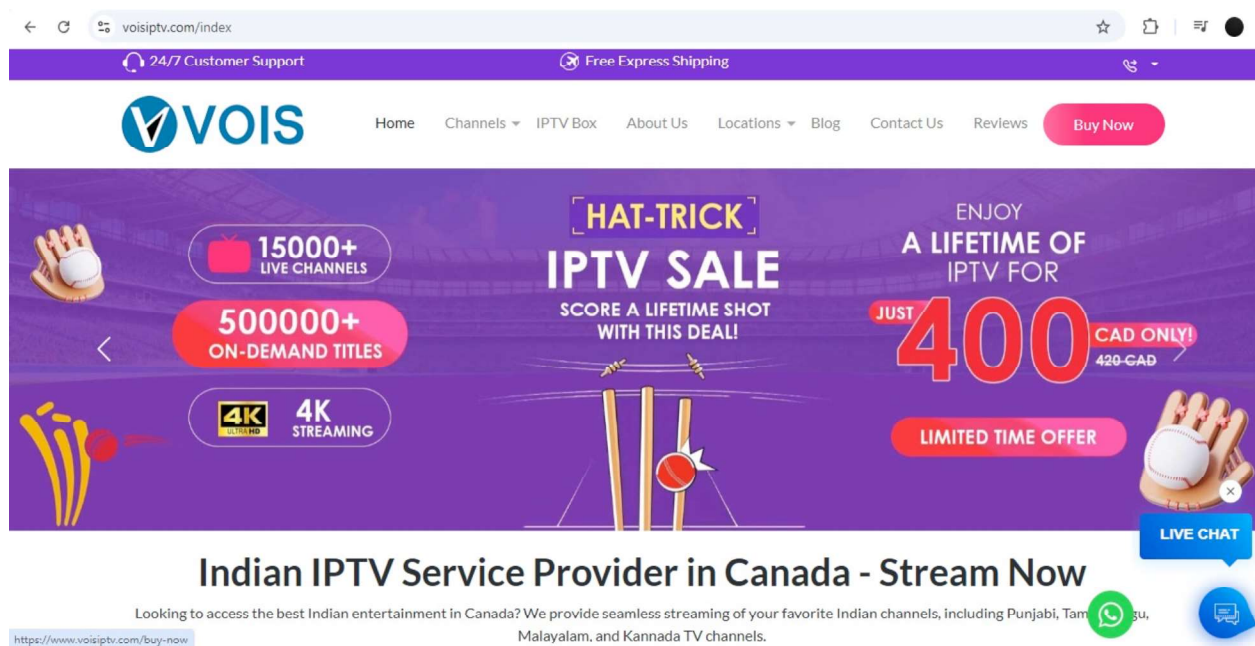 voisiptv.com/index
24/7 Customer Support
Free Express Shipping
VOIS
Home Channels IPTV Box About Us Locations Blog Contact Us Reviews Buy Now
15000+
LIVE CHANNELS
500000+
ON-DEMAND TITLES
4K
ULTRA HD
4K
STREAMING
HAT-TRICK
IPTV SALE
SCORE A LIFETIME SHOT
WITH THIS DEAL!
ENJOY
A LIFETIME OF
IPTV FOR
JUST
400
CAD ONLY!
420 CAD
LIMITED TIME OFFER
LIVE CHAT
Indian IPTV Service Provider in Canada - Stream Now
Looking to access the best Indian entertainment in Canada? We provide seamless streaming of your favorite Indian channels, including Punjabi,
Malayalam, and Kannada TV channels.
https://www.voisiptv.com/buy-now